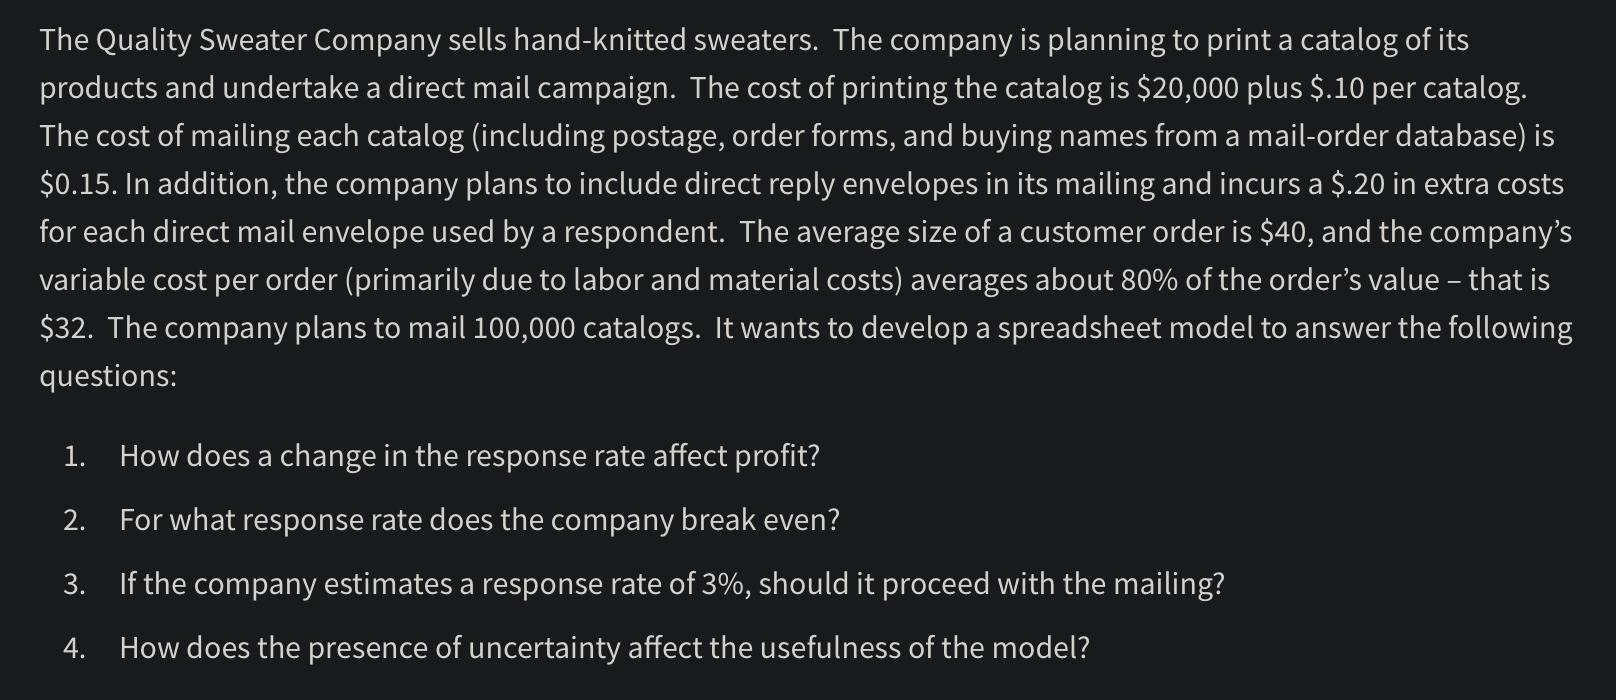 The Quality Sweater Company sells hand-knitted sweaters.  The company is planning to print a catalog of its
products and undertake a direct mail campaign.  The cost of printing the catalog is $20,000 plus $.10 per catalog.
The cost of mailing each catalog (including postage, order forms, and buying names from a mail-order database) is
$0.15. In addition, the company plans to include direct reply envelopes in its mailing and incurs a $.20 in extra costs
for each direct mail envelope used by a respondent.  The average size of a customer order is $40, and the company’s
variable cost per order (primarily due to labor and material costs) averages about 80% of the order’s value – that is
$32.  The company plans to mail 100,000 catalogs.  It wants to develop a spreadsheet model to answer the following
questions:
1. How does a change in the response rate affect profit?
2. For what response rate does the company break even?
3. If the company estimates a response rate of 3%, should it proceed with the mailing?
4. How does the presence of uncertainty affect the usefulness of the model?